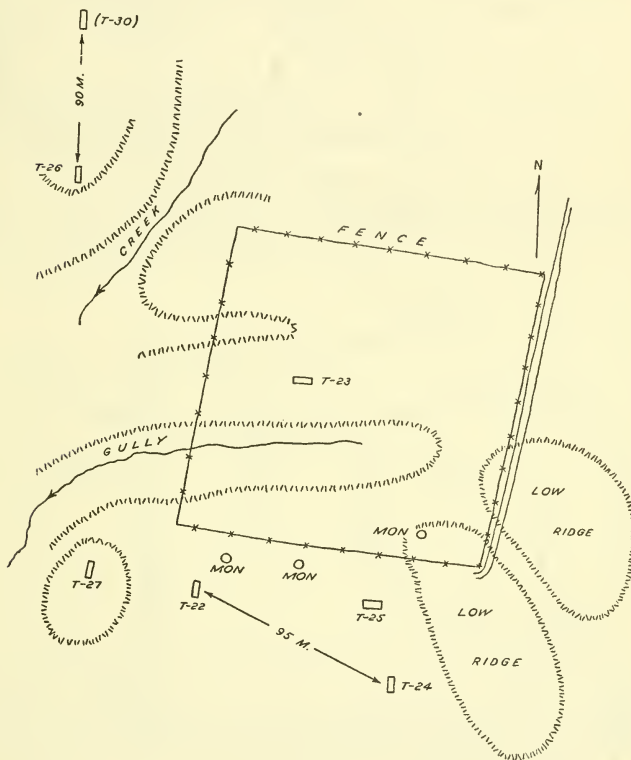 (T-30)
90 M.
T-26
CREEK
N
FENCE
T-23
GULLY
LOW
RIDGE
MON
MON
MON
T-27
T-22
T-25
LOW
RIDGE
95 M.
T-24